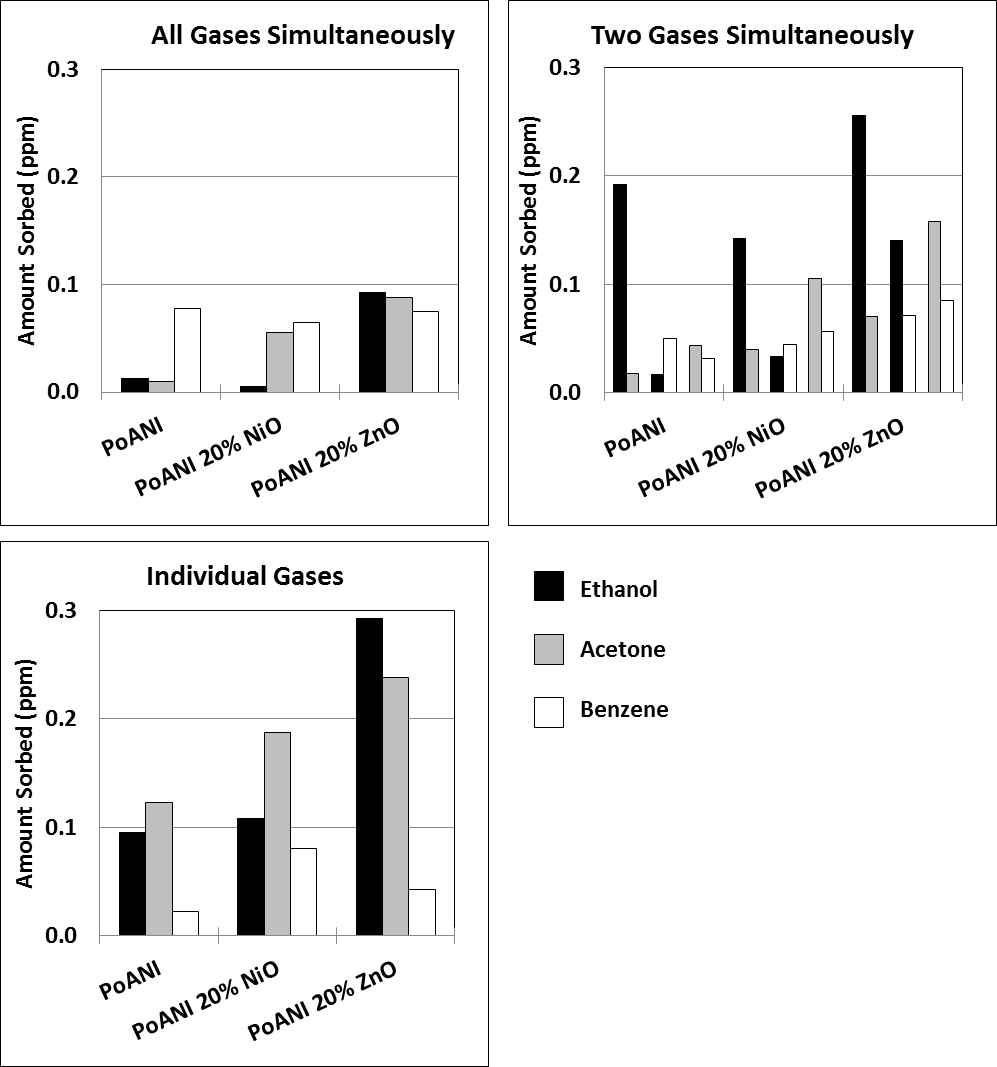 All Gases Simultaneously
Amount Sorbed (ppm)
0.3
0.2
0.1
0.0
PoANI
PoANI 20% NiO
PoANI 20% ZnO
Two Gases Simultaneously
Amount Sorbed (ppm)
0.3
0.2
0.1
0.0
PoANI
PoANI 20% NiO
PoANI 20% ZnO
Individual Gases
Amount Sorbed (ppm)
0.3
0.2
0.1
0.0
PoANI
PoANI 20% NiO
PoANI 20% ZnO
Ethanol
Acetone
Benzene